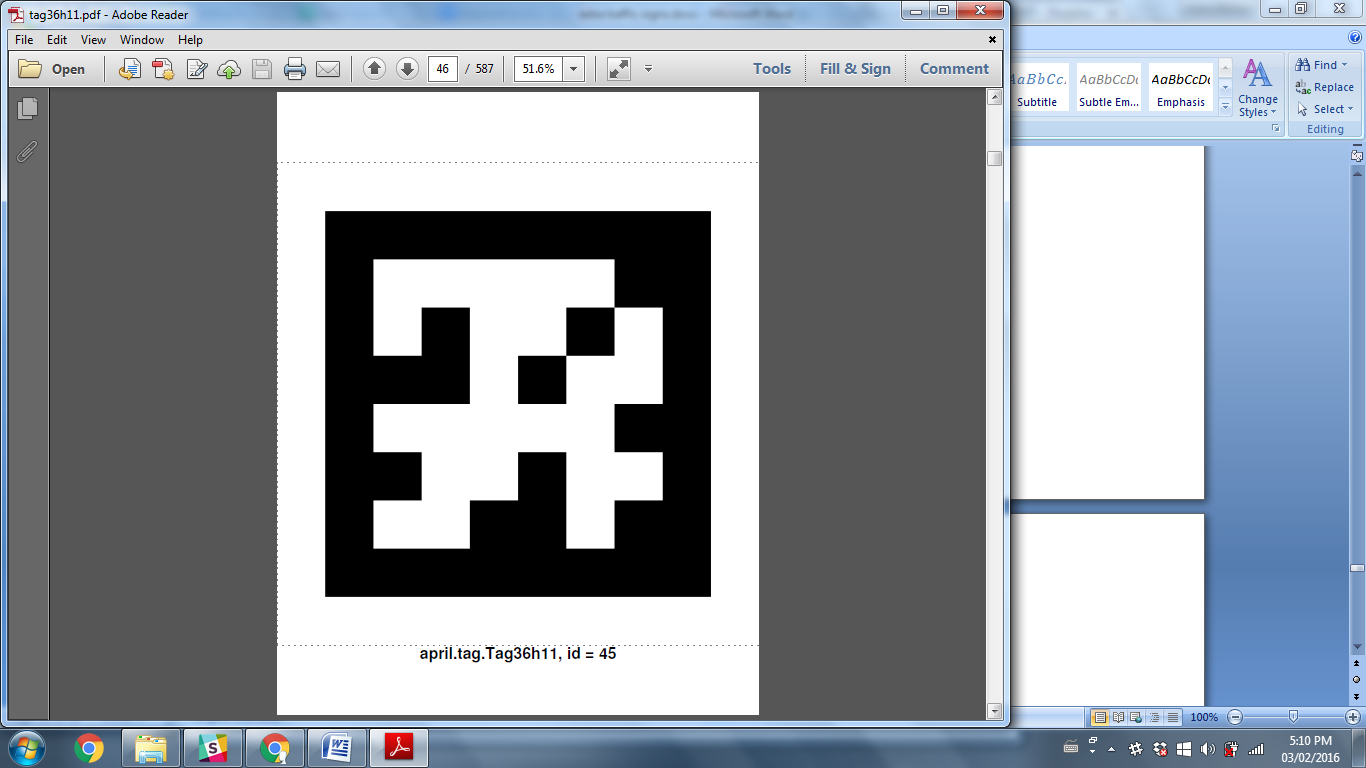 tag36h11.pdf - Adobe Reader
File Edit View Window Help
Open 46 / 587 51.6% Tools Fill & Sign Comment
AaBbCc. AaBbCcDc AaBbCcDc
Subtitle Subtle Em... Emphasis
Change Styles
Find
Replace
Select
Editing
april.tag.Tag36h11, id = 45
100%
5:10 PM
03/02/2016